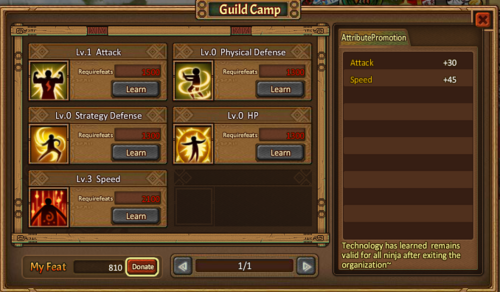 Guild Camp
Lv.1 Attack
Requirefeats
Learn
Lv.0 Physical Defense
Requirefeats
Learn
Lv.0 Strategy Defense
Requirefeats
Learn
Lv.0 HP
Requirefeats
Learn
Lv.3 Speed
Requirefeats
Learn
My Feat 810 Donate
1/1
AttributePromotion
Attack +30
Speed +45
Technology has learned remains
valid for all ninja after exiting the
organization~